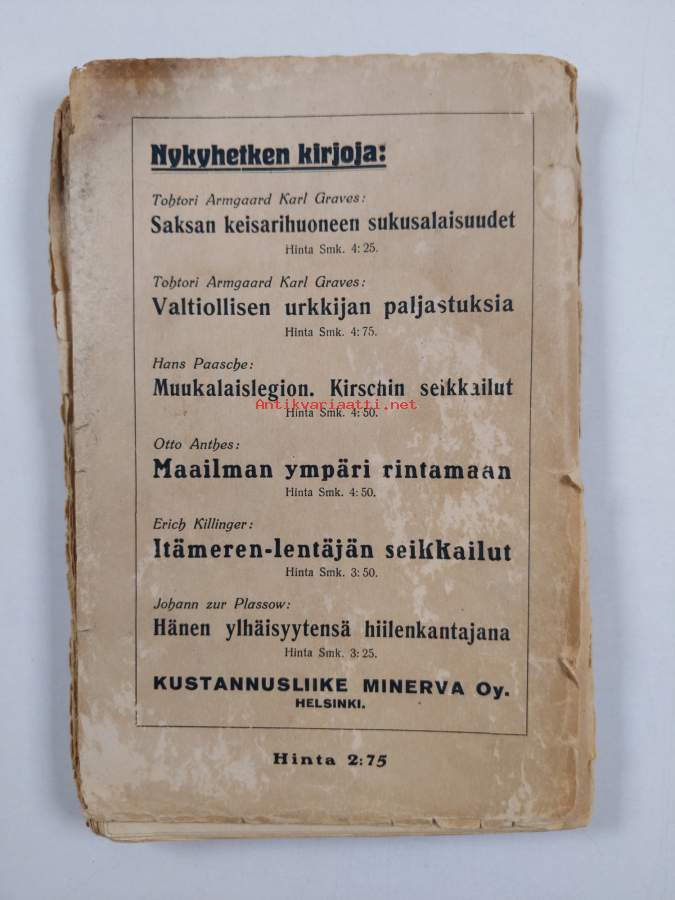 Nykyhetken kirjoja:
Tohtori Armgaard Karl Graves:
Saksan keisarihuoneen sukusalaisuudet
Hinta Smk. 4:25.
Tohtori Armgaard Karl Graves:
Valtiollisen urkkijan paljastuksia
Hinta Smk. 4:75.
Hans Paasche:
Muukalaislegion. Kirschin seikkailut
Antikvariaatti.net
Hinta Smk. 4:50.
Otto Anthes:
Maailman ympäri rintamaan
Hinta Smk. 4:50.
Erich Killinger:
Itämeren-lentäjän seikkailut
Hinta Smk. 3:50.
Johann zur Plassow:
Hänen ylhäisyytensä hiilenkantajana
Hinta Smk. 3:25.
KUSTANNUSLIIKE MINERVA Oy.
HELSINKI.
Hinta 2:75